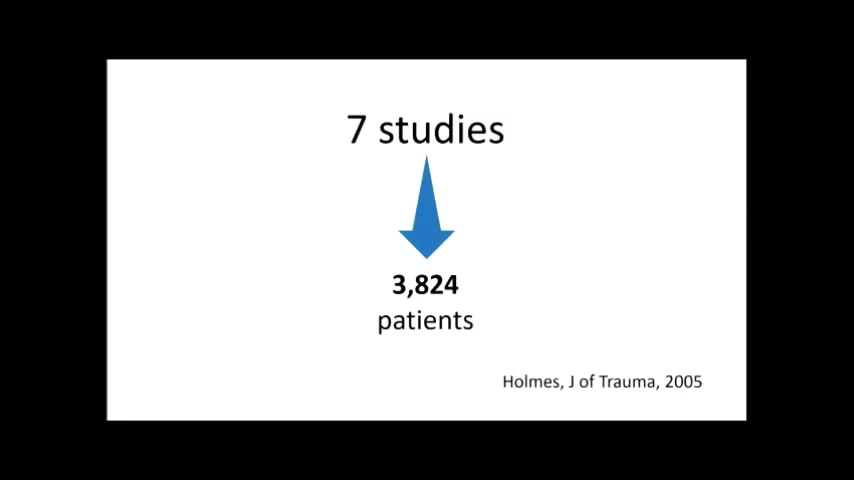 7 studies
3,824
patients
Holmes, J of Trauma, 2005